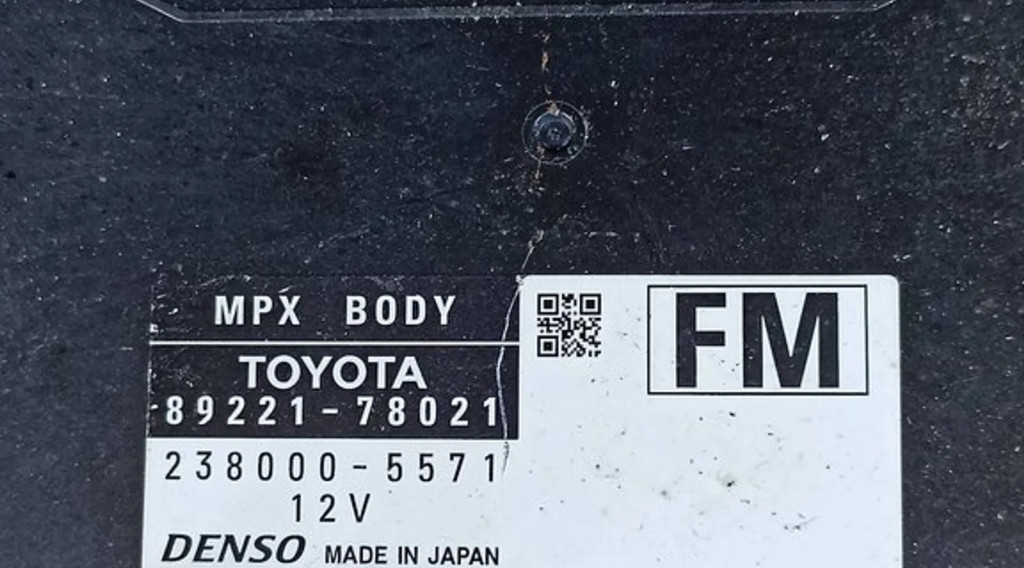 MPX BODY
TOYOTA
89221-78021
238000-5571
12V
DENSO MADE IN JAPAN
FM